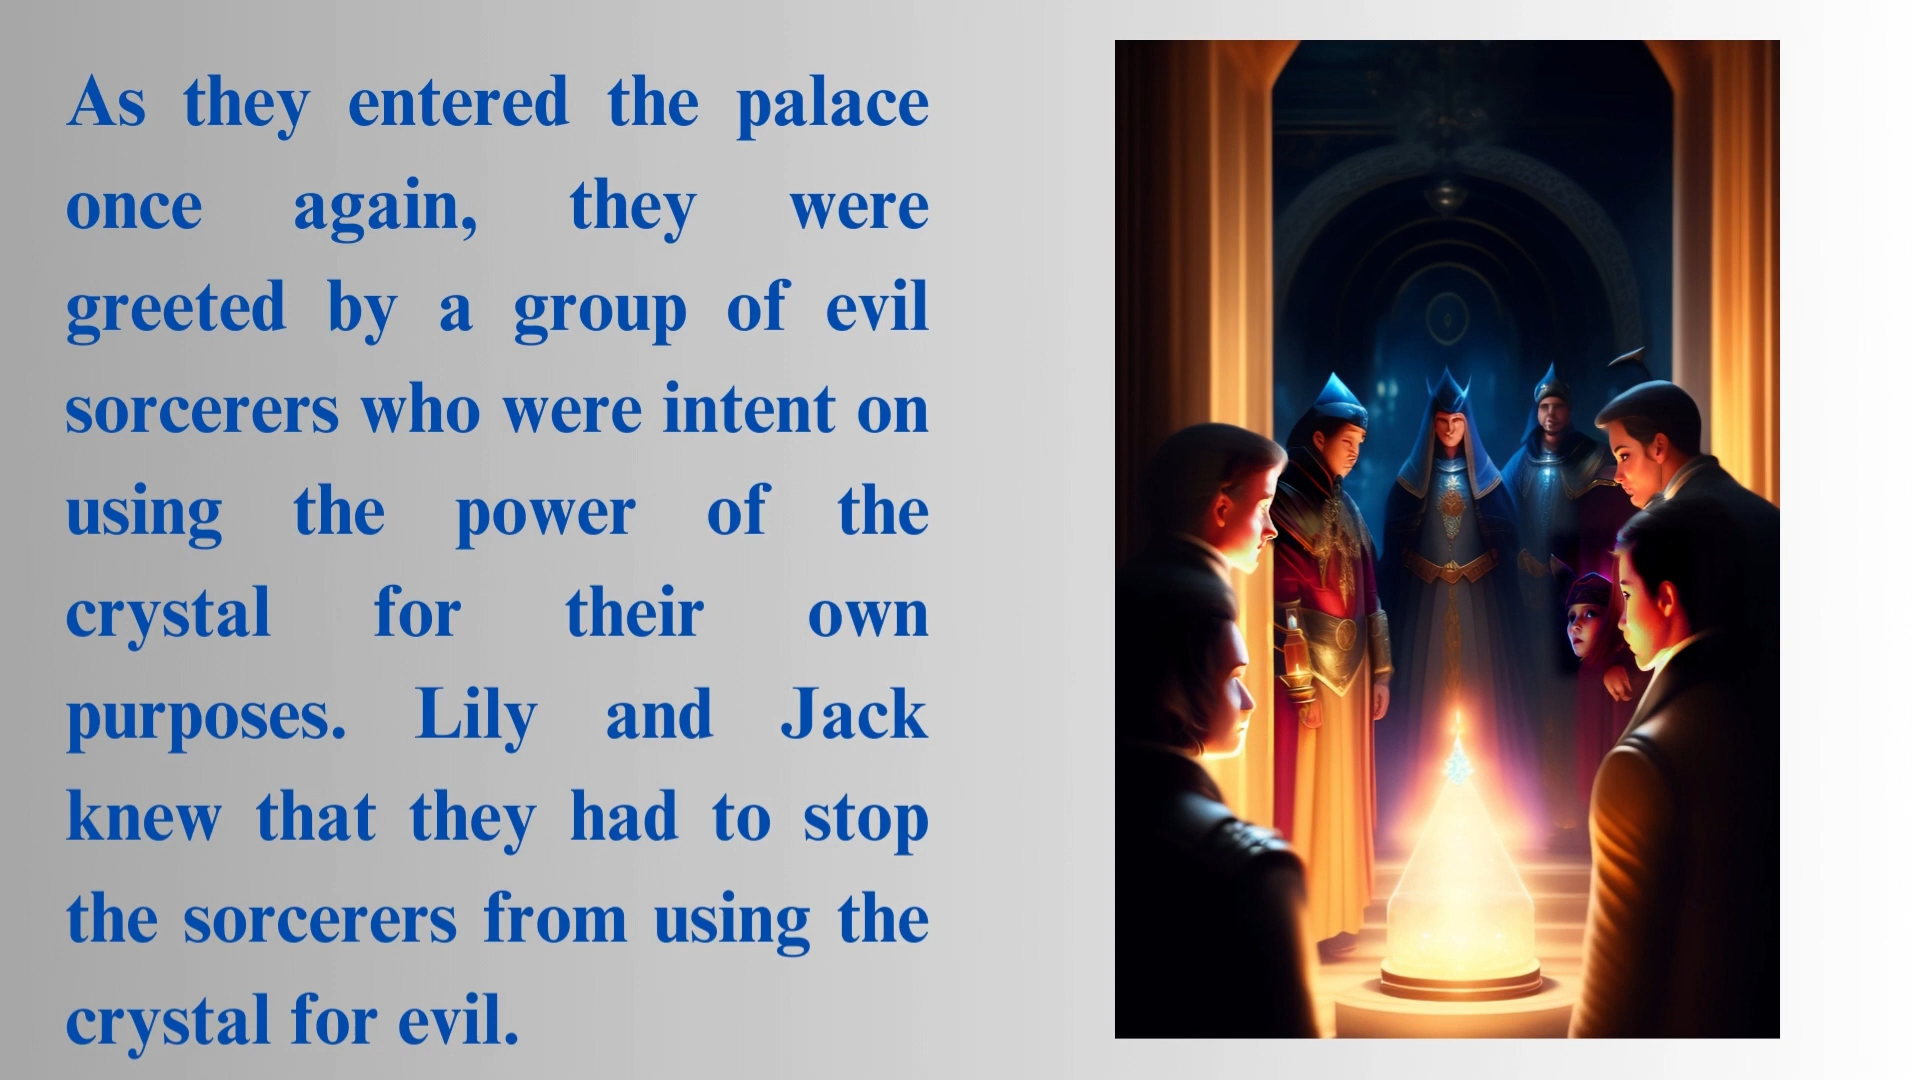 As they entered the palace
once again, they were
greeted by a group of evil
sorcerers who were intent on
using the power of the
crystal for their own
purposes. Lily and Jack
knew that they had to stop
the sorcerers from using the
crystal for evil.